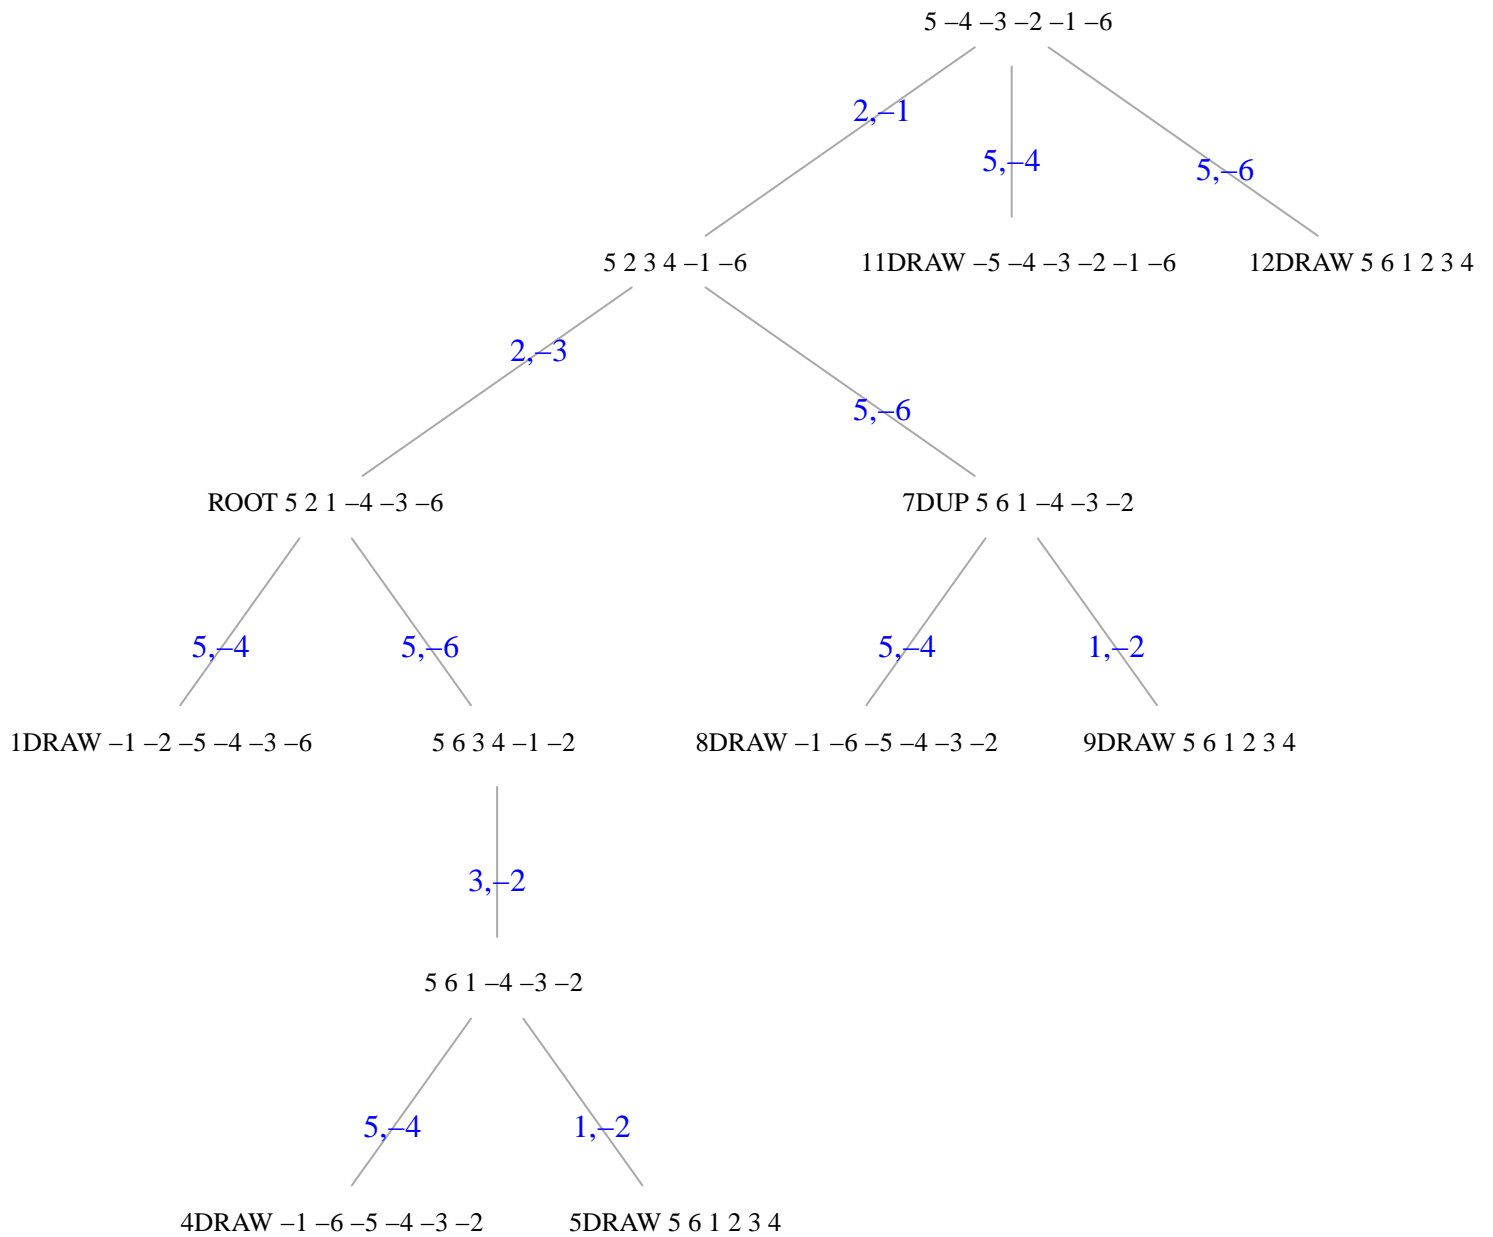 5 –4 –3 –2 –1 –6
2,–1
5,–4
5,–6
5 2 3 4 –1 –6
11DRAW –5 –4 –3 –2 –1 –6
12DRAW 5 6 1 2 3 4
2,–3
5,–6
ROOT 5 2 1 –4 –3 –6
7DUP 5 6 1 –4 –3 –2
5,–4
5,–6
5,–4
1,–2
1DRAW –1 –2 –5 –4 –3 –6
5 6 3 4 –1 –2
8DRAW –1 –6 –5 –4 –3 –2
9DRAW 5 6 1 2 3 4
3,–2
5 6 1 –4 –3 –2
5,–4
1,–2
4DRAW –1 –6 –5 –4 –3 –2
5DRAW 5 6 1 2 3 4